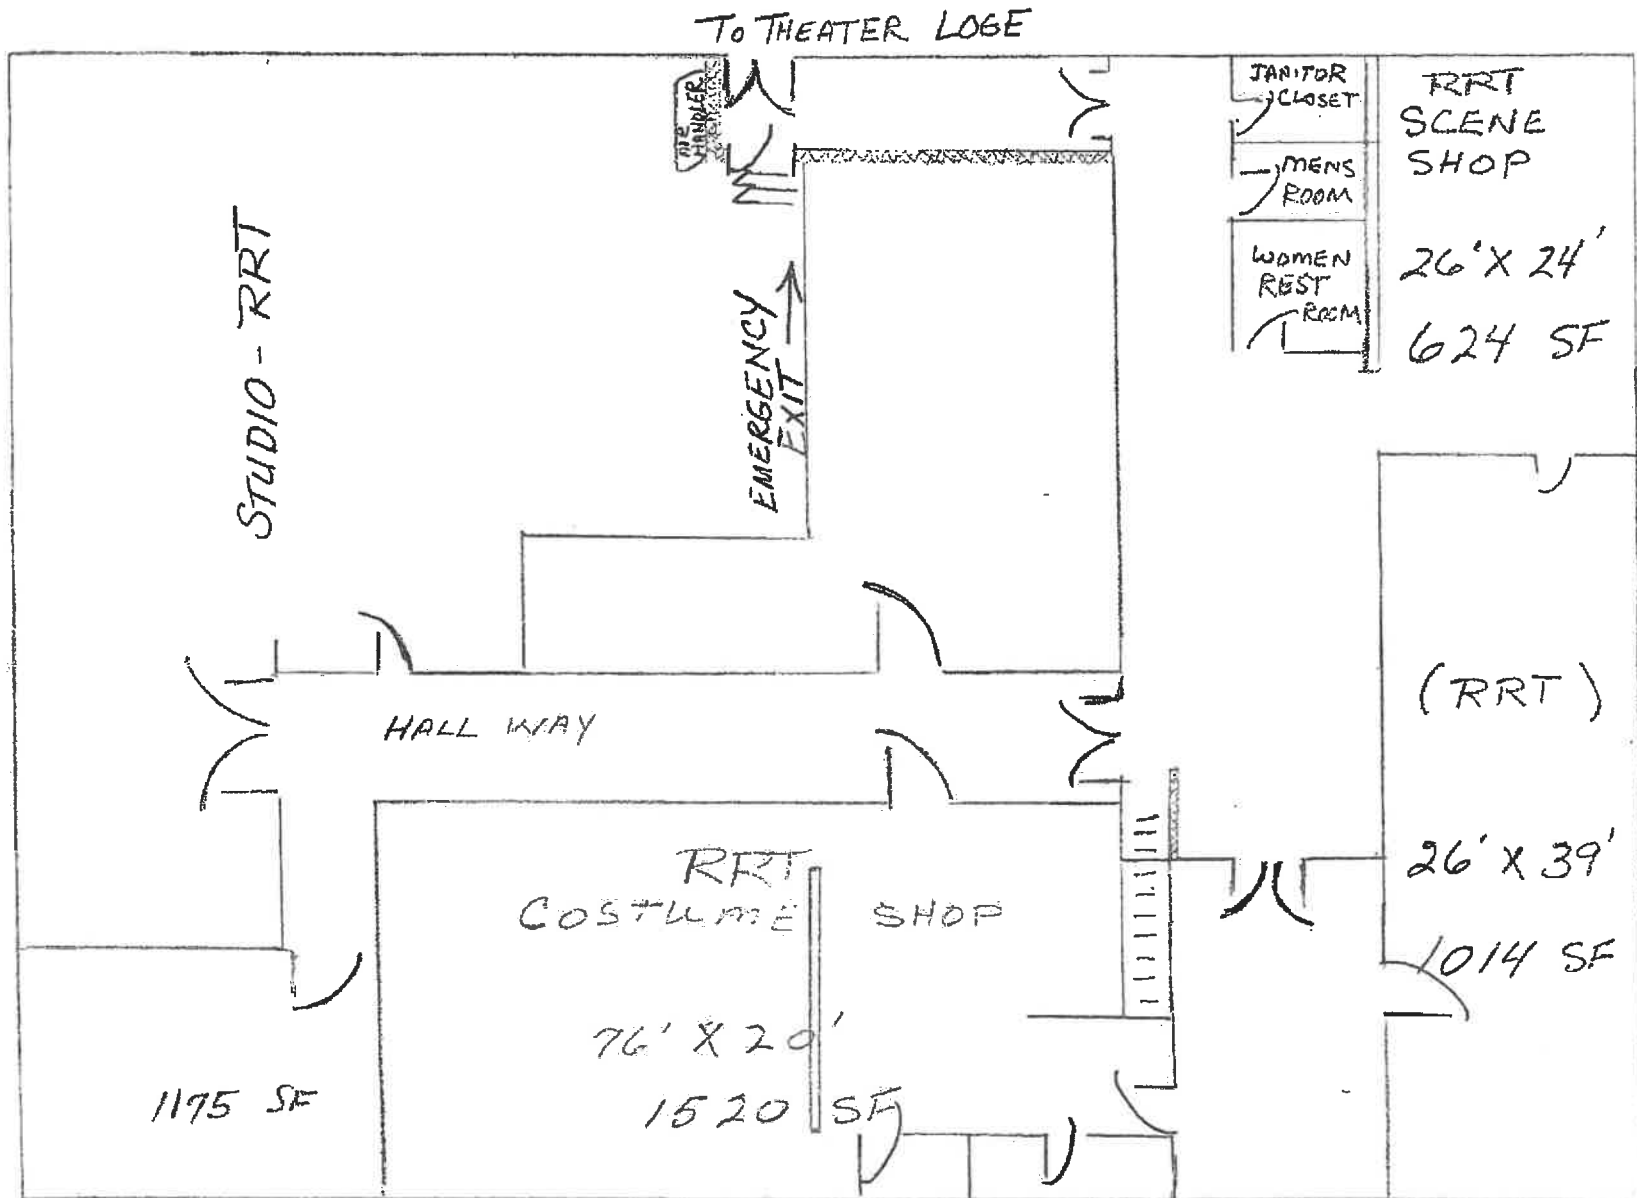 TO THEATER LOGE
AIR
HANDLER
JANITOR
CLOSET
MENS
ROOM
WOMEN
REST
ROOM
RRT
SCENE
SHOP
26' X 24'
624 SF
STUDIO - RRT
EMERGENCY
EXIT
HALL WAY
(RRT)
26' X 39'
1014 SF
RRT
COSTUME SHOP
76' X 20'
1520 SF
1175 SF